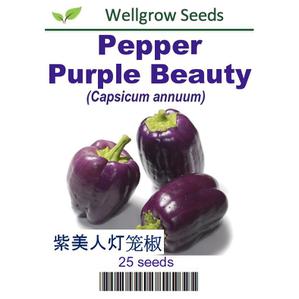 Wellgrow Seeds
Pepper
Purple Beauty
(Capsicum annuum)
紫美人灯笼椒
25 seeds